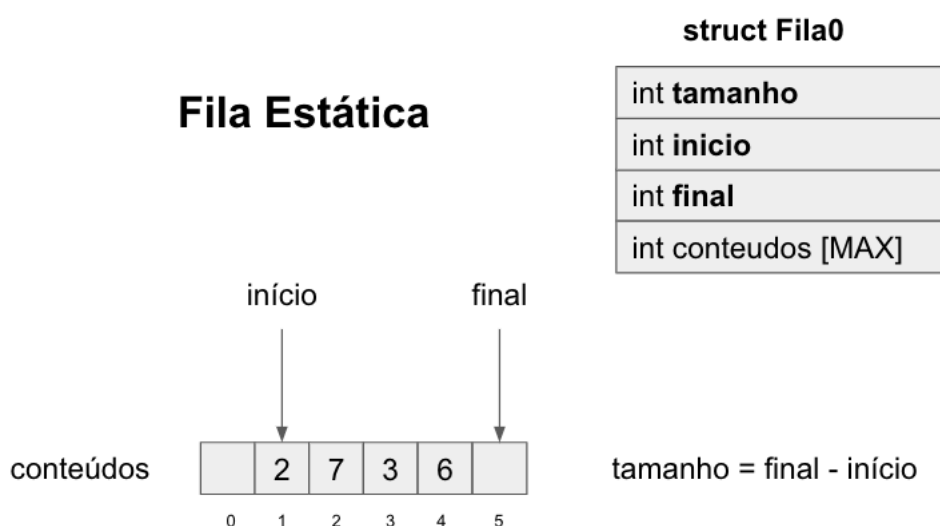 struct Fila0
Fila Estática
int tamanho
int inicio
int final
int conteudos [MAX]
início final
conteúdos 2 7 3 6 tamanho = final - início
0 1 2 3 4 5